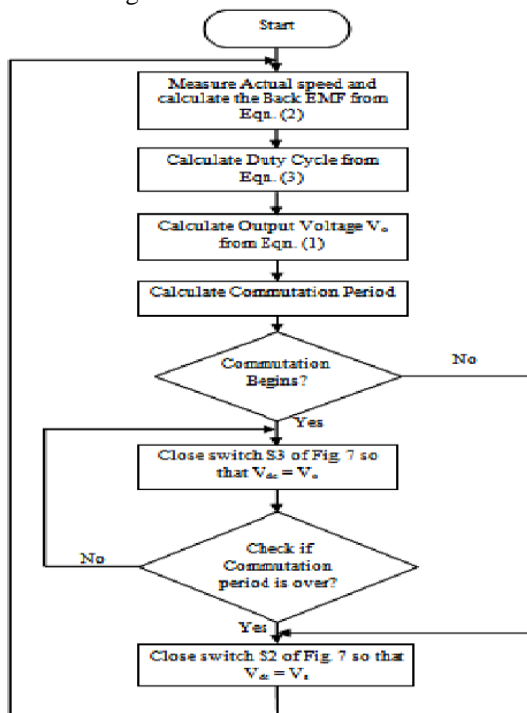 Start
Measure Actual speed and
calculate the Back EMF from
Eqn. (2)
Calculate Duty Cycle from
Eqn. (3)
Calculate Output Voltage Vₒ
from Eqn. (1)
Calculate Commutation Period
Commutation
Begins?
No
Yes
Close switch S3 of Fig. 7 so
that V_dc = Vₒ
Check if
Commutation
period is over?
No
Yes
Close switch S2 of Fig. 7 so that
V_dc = Vₛ